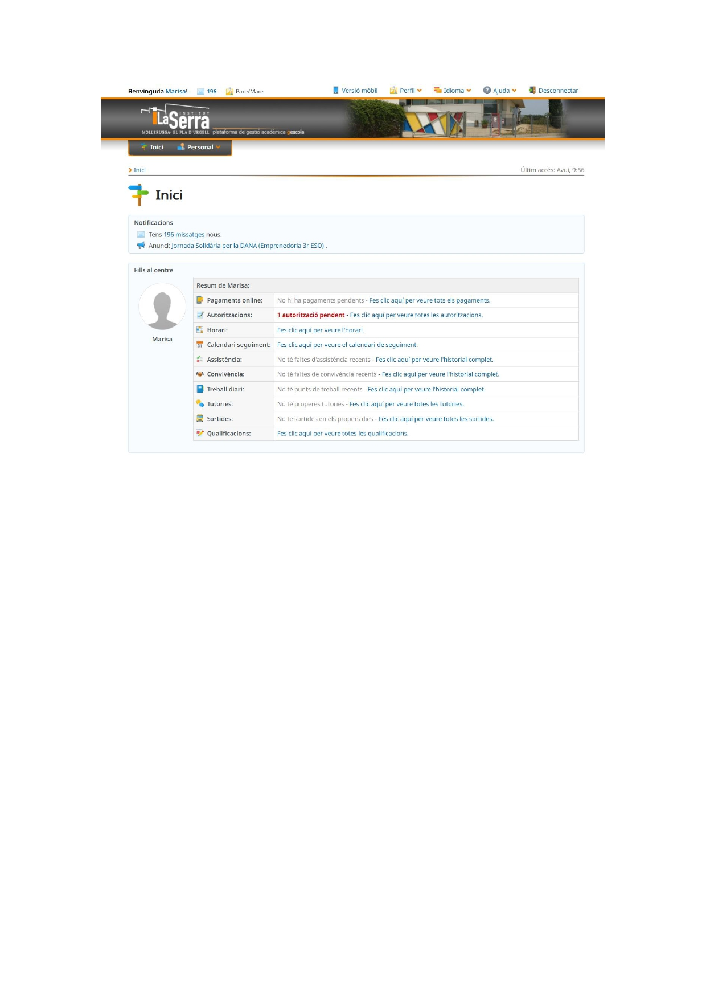 Benvinguda Marisa! 196 Pare/Mare Versió mòbil Perfil Idioma Ajuda Desconnectar
INSTITUT
LaSerra
MOLLERUSSA- EL PLA D'URGELL plataforma de gestió acadèmica gescola
Inici Personal
Inici Últim accés: Avui, 9:56
Inici
Notificacions
Tens 196 missatges nous.
Anunci: Jornada Solidària per la DANA (Emprenedoria 3r ESO) .
Fills al centre
Resum de Marisa:
Pagaments online: No hi ha pagaments pendents - Fes clic aquí per veure tots els pagaments.
Autoritzacions: 1 autorització pendent - Fes clic aquí per veure totes les autoritzacions.
Horari: Fes clic aquí per veure l'horari.
Marisa
Calendari seguiment: Fes clic aquí per veure el calendari de seguiment.
Assistència: No té faltes d'assistència recents - Fes clic aquí per veure l'historial complet.
Convivència: No té faltes de convivència recents - Fes clic aquí per veure l'historial complet.
Treball diari: No té punts de treball recents - Fes clic aquí per veure l'historial complet.
Tutories: No té properes tutories - Fes clic aquí per veure totes les tutories.
Sortides: No té sortides en els propers dies - Fes clic aquí per veure totes les sortides.
Qualificacions: Fes clic aquí per veure totes les qualificacions.